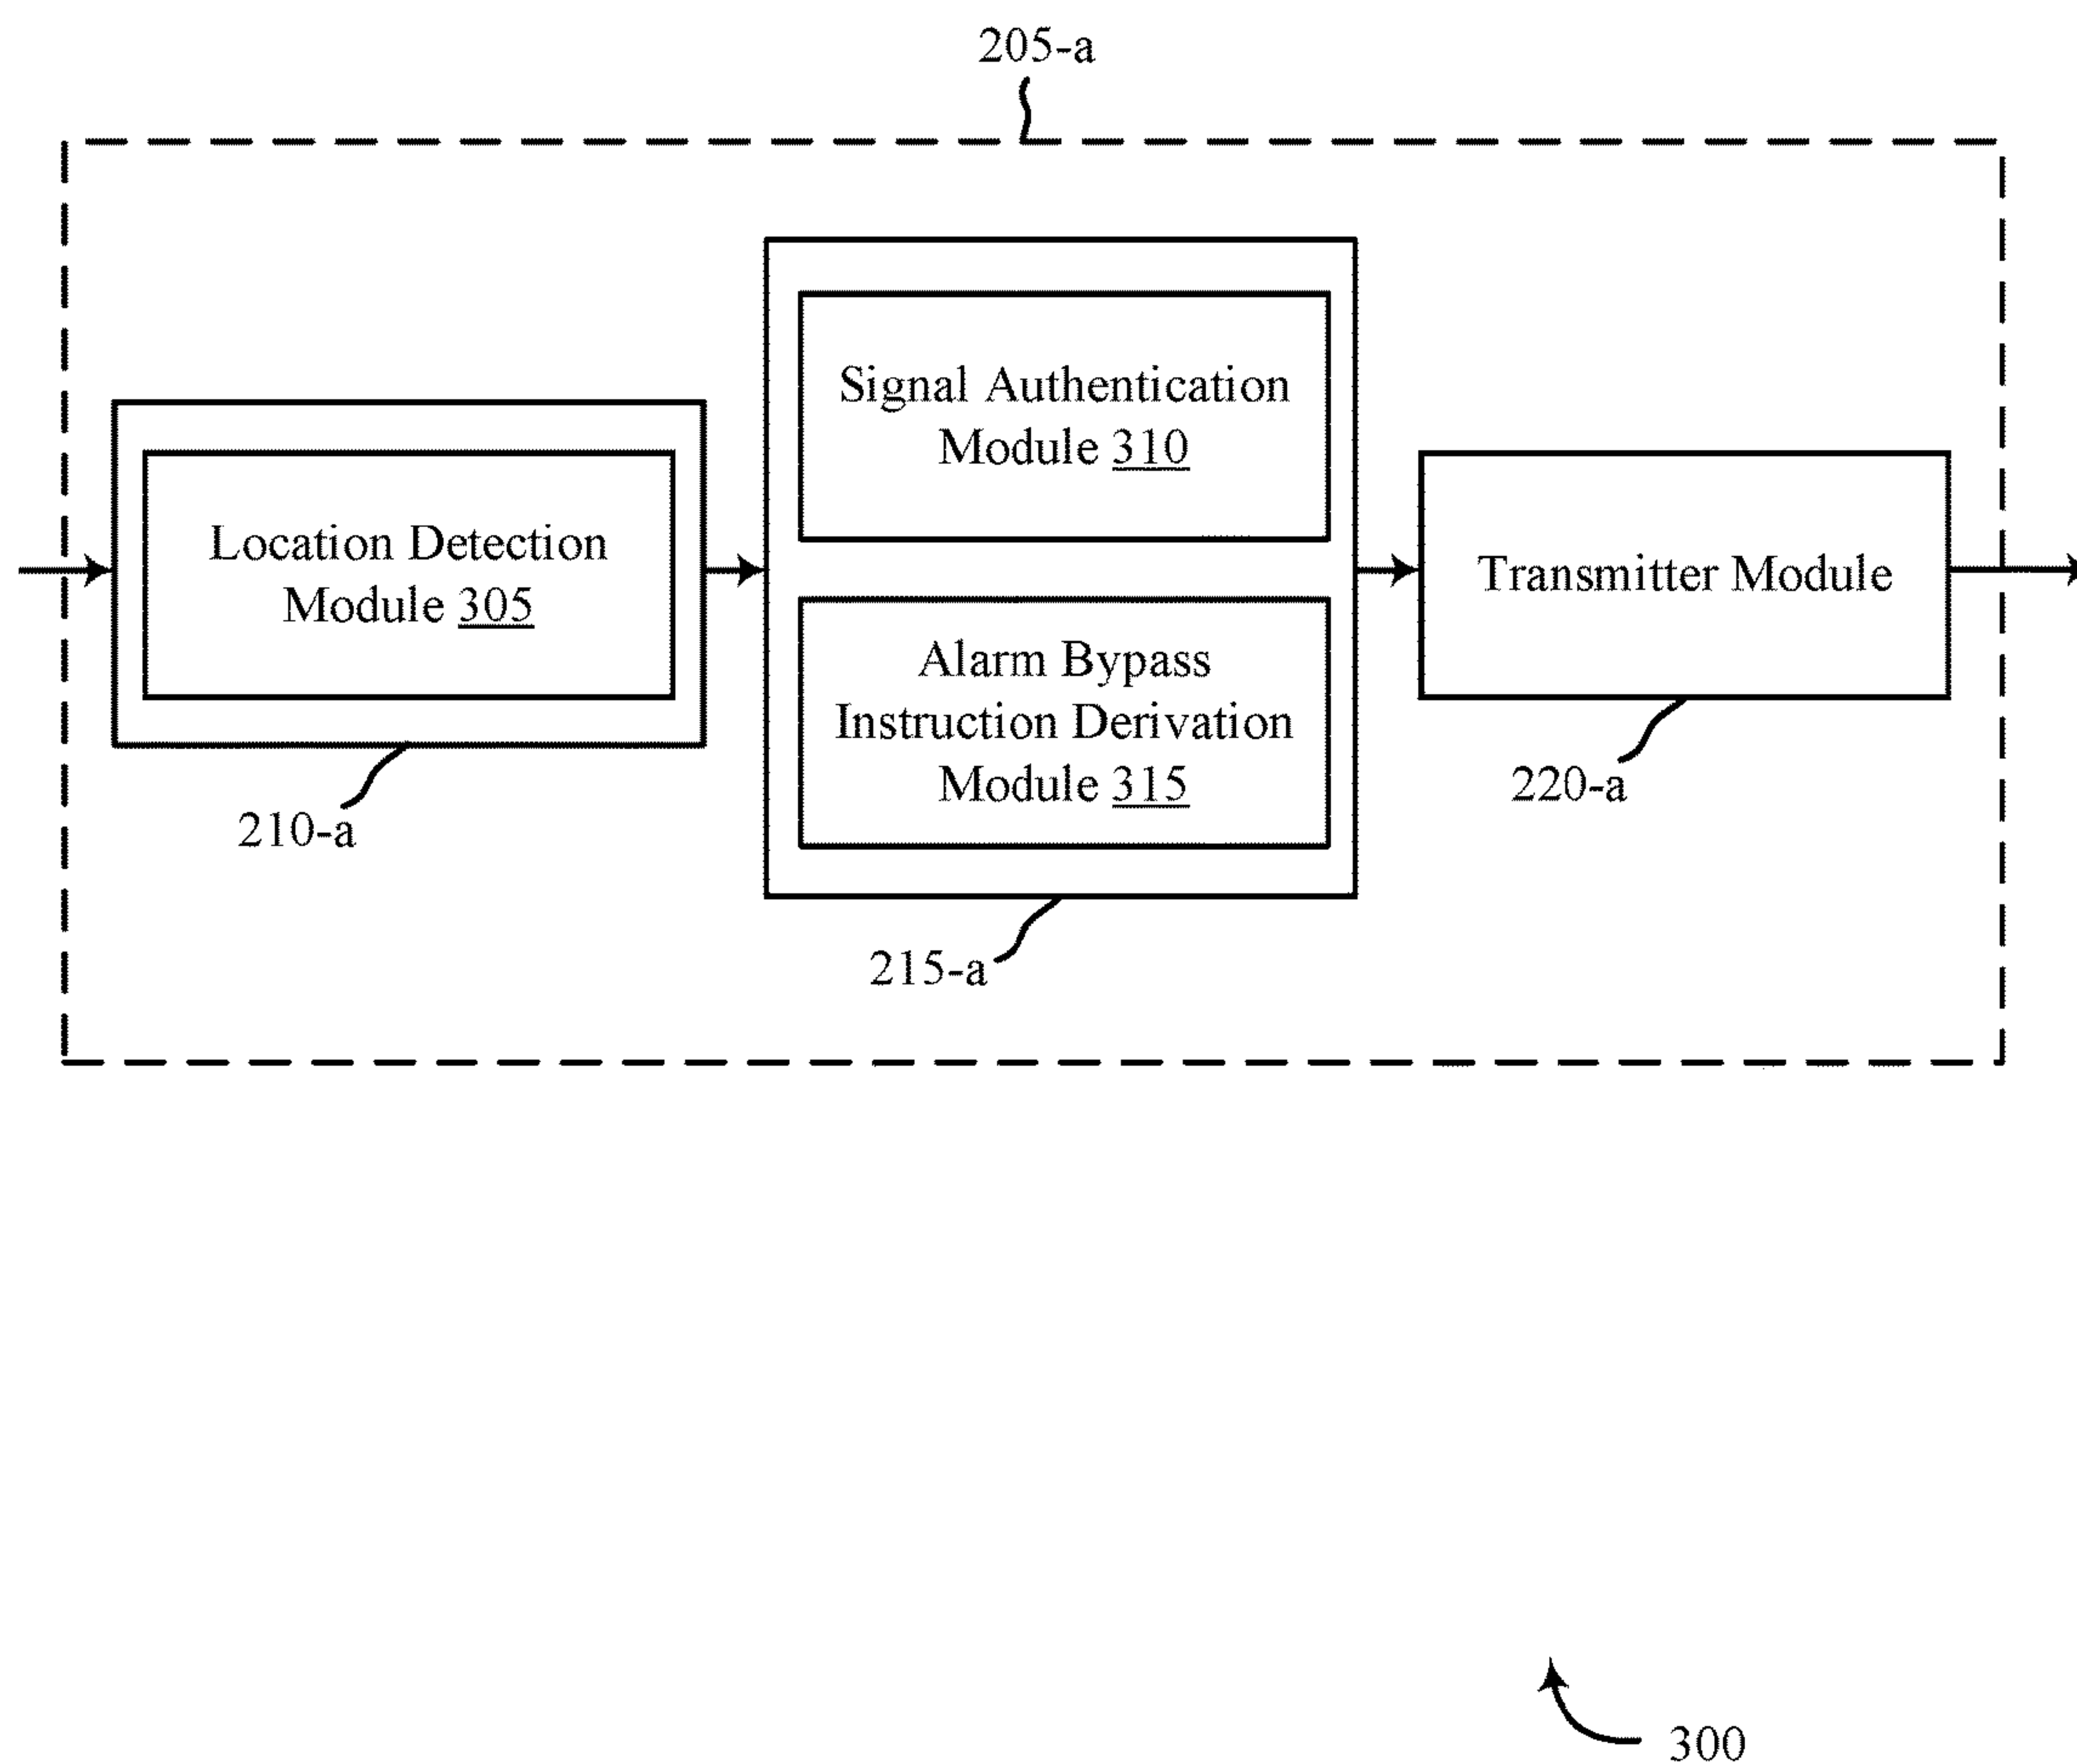 205-a
Signal Authentication
Module 310
Location Detection
Module 305
Transmitter Module
Alarm Bypass
Instruction Derivation
Module 315
210-a
220-a
215-a
300